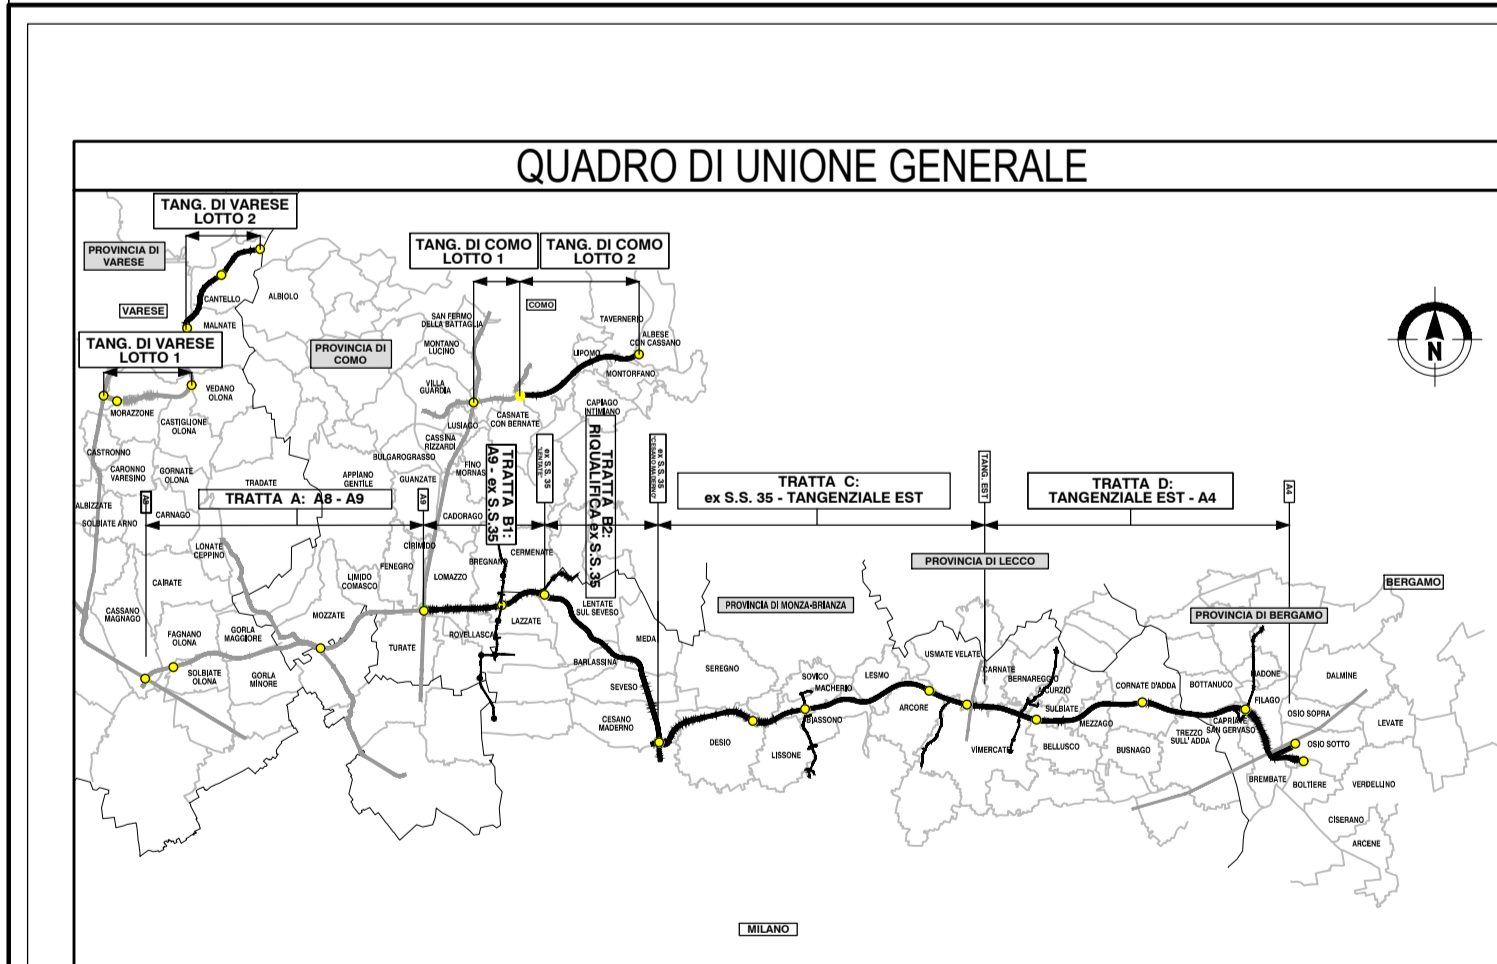 QUADRO DI UNIONE GENERALE
TANG. DI VARESE
LOTTO 2
PROVINCIA DI
VARESE
TANG. DI COMO
LOTTO 1
TANG. DI COMO
LOTTO 2
CANTELLO
ALBIOLO
VARESE
MALNATE
COMO
SAN FERMO
DELLA BATTAGLIA
TAVERNERIO
ALBESE
CON CASSANO
TANG. DI VARESE
LOTTO 1
PROVINCIA DI
COMO
MONTANO
LUCINO
LIPOMO
MONTORFANO
N
VILLA
GUARDIA
VEDANO
OLONA
MORAZZONE
CASTIGLIONE
OLONA
CAPIAGO
INTIMIANO
CASNATE
CON BERNATE
LUSIAGO
CASSINA
RIZZARDI
CASTRONNO
CARONNO
VARESINO
GORNATE
OLONA
BULGAROGRASSO
FINO
MORNAS
TRADATE
APPIANO
GENTILE
GUANZATE
TRATTA B1:
A9 - ex S.S.35
ex S.S. 35
"LENTATE"
TRATTA B2:
RIQUALIFICA ex S.S.35
ex S.S. 35
"CESANO MADERNO"
TANG. EST
A4
A8
A9
TRATTA A: A8 - A9
TRATTA C:
ex S.S. 35 - TANGENZIALE EST
TRATTA D:
TANGENZIALE EST - A4
ALBIZZATE
SOLBIATE ARNO
CARNAGO
CADORAGO
LONATE
CEPPINO
CIRIMIDO
FENEGRO
CERMENATE
BREGNANO
PROVINCIA DI LECCO
BERGAMO
CAIRATE
LIMIDO
COMASCO
LOMAZZO
LENTATE
SUL SEVESO
PROVINCIA DI MONZA-BRIANZA
PROVINCIA DI BERGAMO
CASSANO
MAGNAGO
MOZZATE
LAZZATE
FAGNANO
OLONA
GORLA
MAGGIORE
ROVELLASCA
MEDA
TURATE
BARLASSINA
SEREGNO
USMATE VELATE
CARNATE
SOLBIATE
OLONA
GORLA
MINORE
SEVESO
SOVICO
MACHERIO
LESMO
BERNAREGGIO
AICURZIO
CORNATE D'ADDA
BOTTANUCO
MADONE
DALMINE
FILAGO
CESANO
MADERNO
BIASSONO
ARCORE
SULBIATE
MEZZAGO
TREZZO
SULL' ADDA
CAPRIATE
SAN GERVASO
OSIO SOPRA
LEVATE
DESIO
LISSONE
VIMERCATE
BELLUSCO
BUSNAGO
OSIO SOTTO
BREMBATE
BOLTIERE
VERDELLINO
CISERANO
ARCENE
MILANO